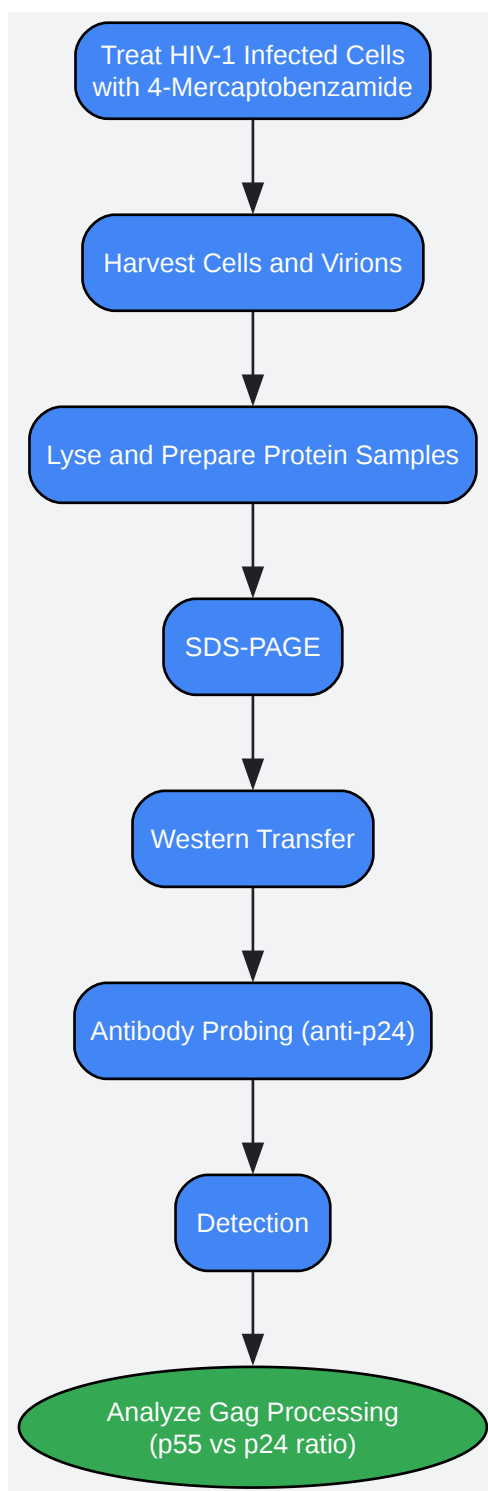 Treat HIV-1 Infected Cells
with 4-Mercaptobenzamide
Harvest Cells and Virions
Lyse and Prepare Protein Samples
SDS-PAGE
Western Transfer
Antibody Probing (anti-p24)
Detection
Analyze Gag Processing
(p55 vs p24 ratio)